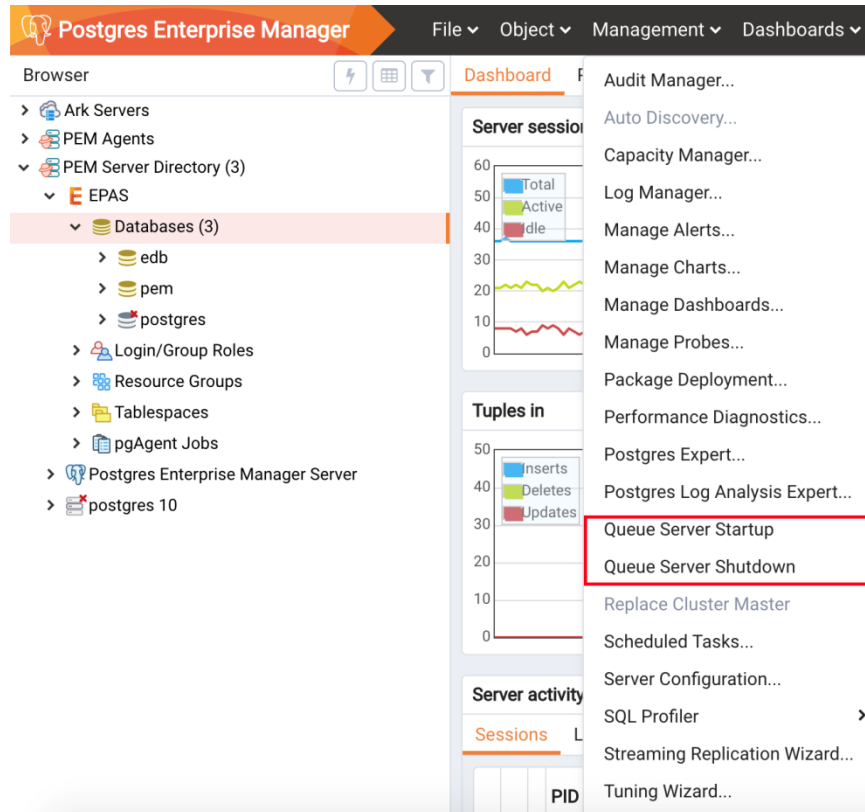 Postgres Enterprise Manager
File Object Management Dashboards
Browser
Ark Servers
PEM Agents
PEM Server Directory (3)
EPAS
Databases (3)
edb
pem
postgres
Login/Group Roles
Resource Groups
Tablespaces
pgAgent Jobs
Postgres Enterprise Manager Server
postgres 10
Dashboard
Server session
60
50
40
30
20
10
0
Total
Active
Idle
Tuples in
50
40
30
20
10
0
Inserts
Deletes
Updates
Server activity
Sessions L
PID
Audit Manager...
Auto Discovery...
Capacity Manager...
Log Manager...
Manage Alerts...
Manage Charts...
Manage Dashboards...
Manage Probes...
Package Deployment...
Performance Diagnostics...
Postgres Expert...
Postgres Log Analysis Expert...
Queue Server Startup
Queue Server Shutdown
Replace Cluster Master
Scheduled Tasks...
Server Configuration...
SQL Profiler
Streaming Replication Wizard...
Tuning Wizard...